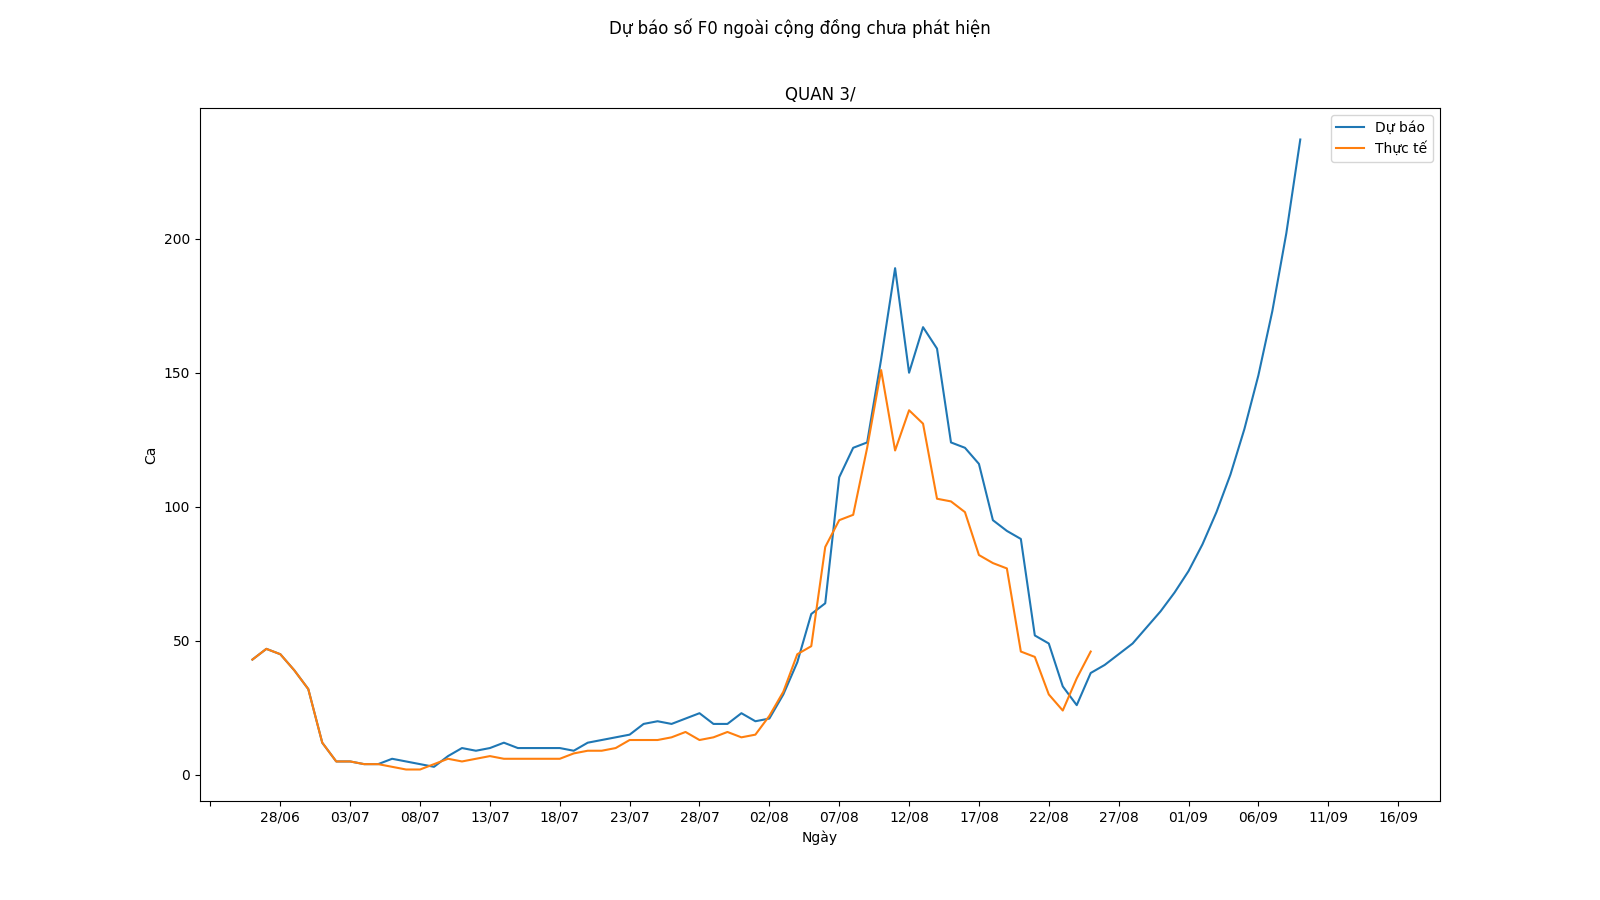 Dự báo số F0 ngoài cộng đồng chưa phát hiện
QUAN 3/
Dự báo
Thực tế
200
150
100
50
0
Ca
28/06 03/07 08/07 13/07 18/07 23/07 28/07 02/08 07/08 12/08 17/08 22/08 27/08 01/09 06/09 11/09 16/09
Ngày